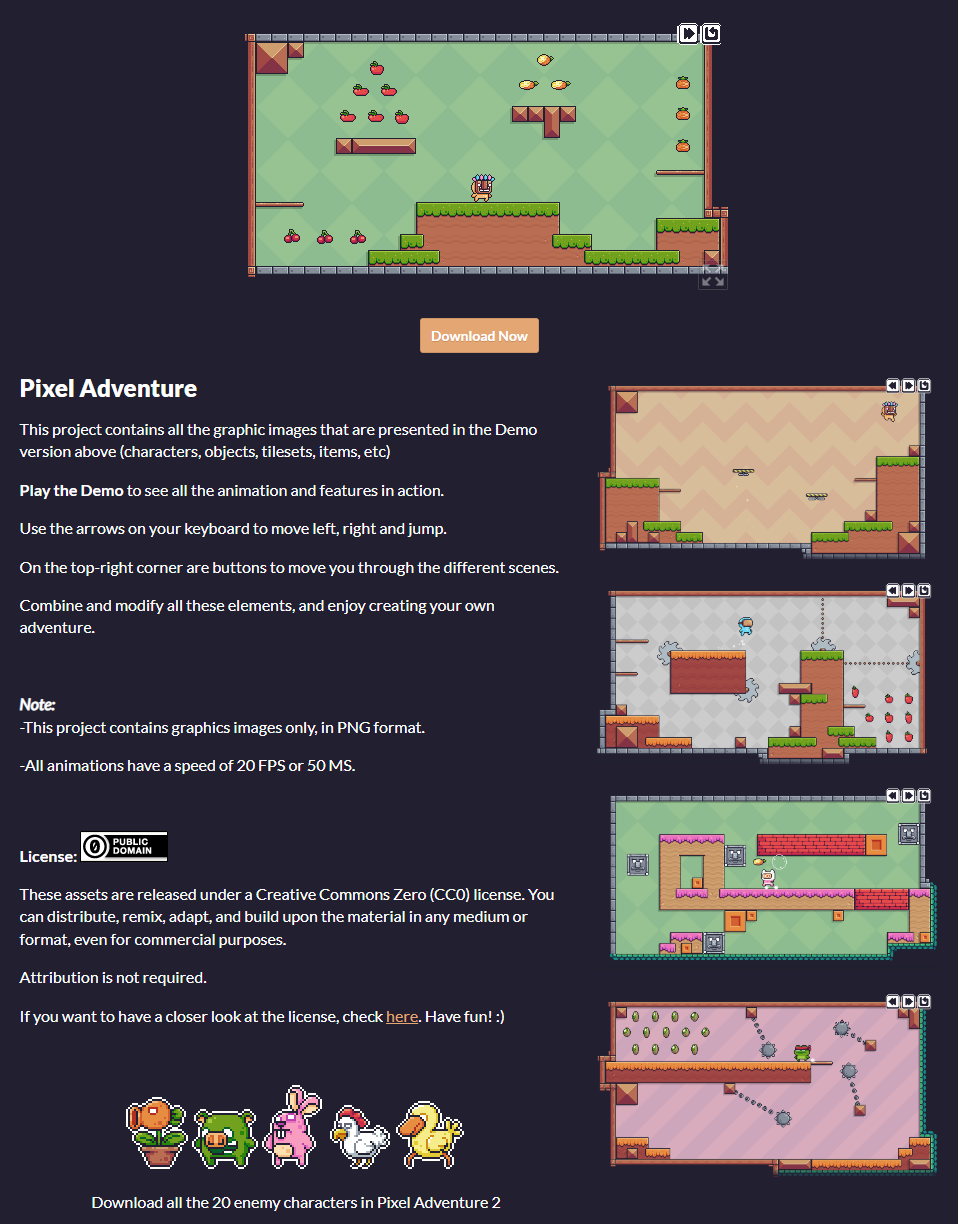 Download Now
Pixel Adventure
This project contains all the graphic images that are presented in the Demo
version above (characters, objects, tilesets, items, etc)
Play the Demo to see all the animation and features in action.
Use the arrows on your keyboard to move left, right and jump.
On the top-right corner are buttons to move you through the different scenes.
Combine and modify all these elements, and enjoy creating your own
adventure.
Note:
-This project contains graphics images only, in PNG format.
-All animations have a speed of 20 FPS or 50 MS.
License: 0 PUBLIC
DOMAIN
These assets are released under a Creative Commons Zero (CC0) license. You
can distribute, remix, adapt, and build upon the material in any medium or
format, even for commercial purposes.
Attribution is not required.
If you want to have a closer look at the license, check here. Have fun! :)
Download all the 20 enemy characters in Pixel Adventure 2